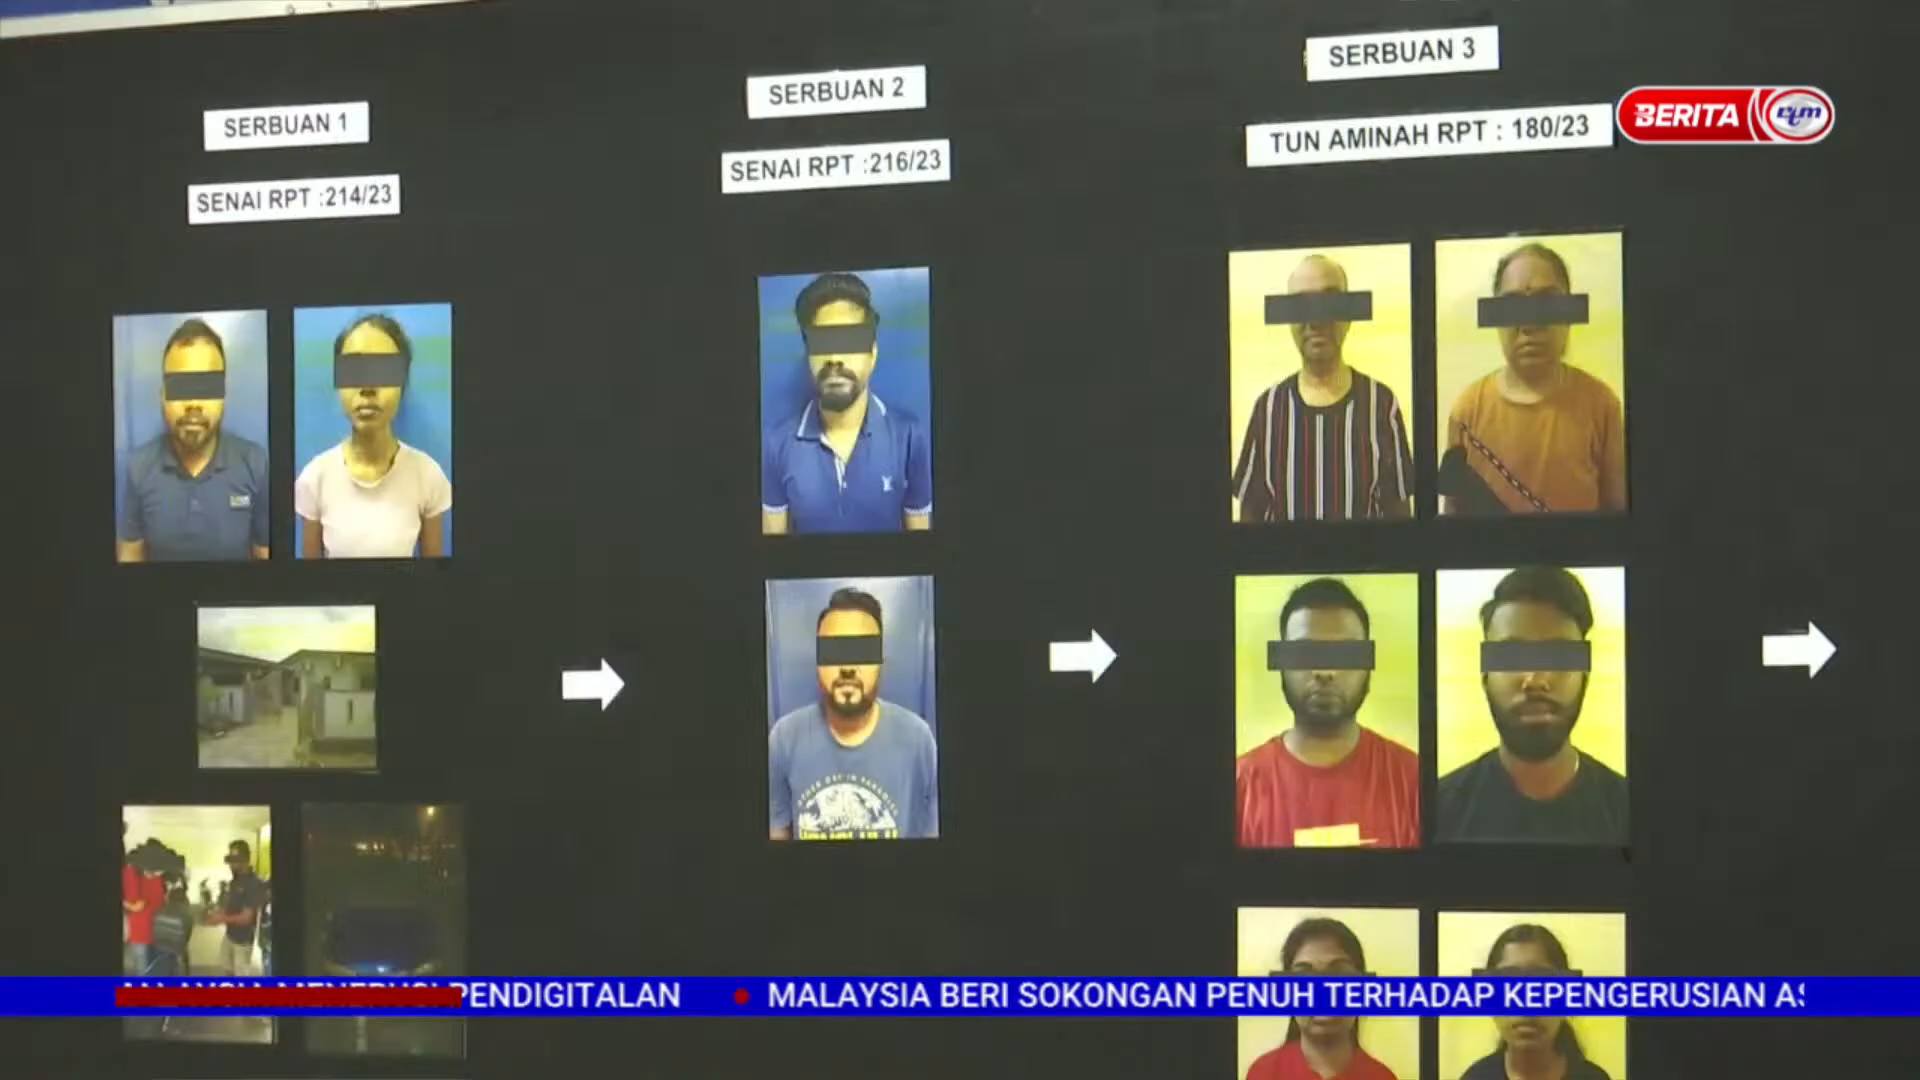 SERBUAN 1
SENAI RPT :214/23
SERBUAN 2
SENAI RPT :216/23
SERBUAN 3
TUN AMINAH RPT : 180/23
BERITA rtm
PENDIGITALAN • MALAYSIA BERI SOKONGAN PENUH TERHADAP KEPENGERUSIAN